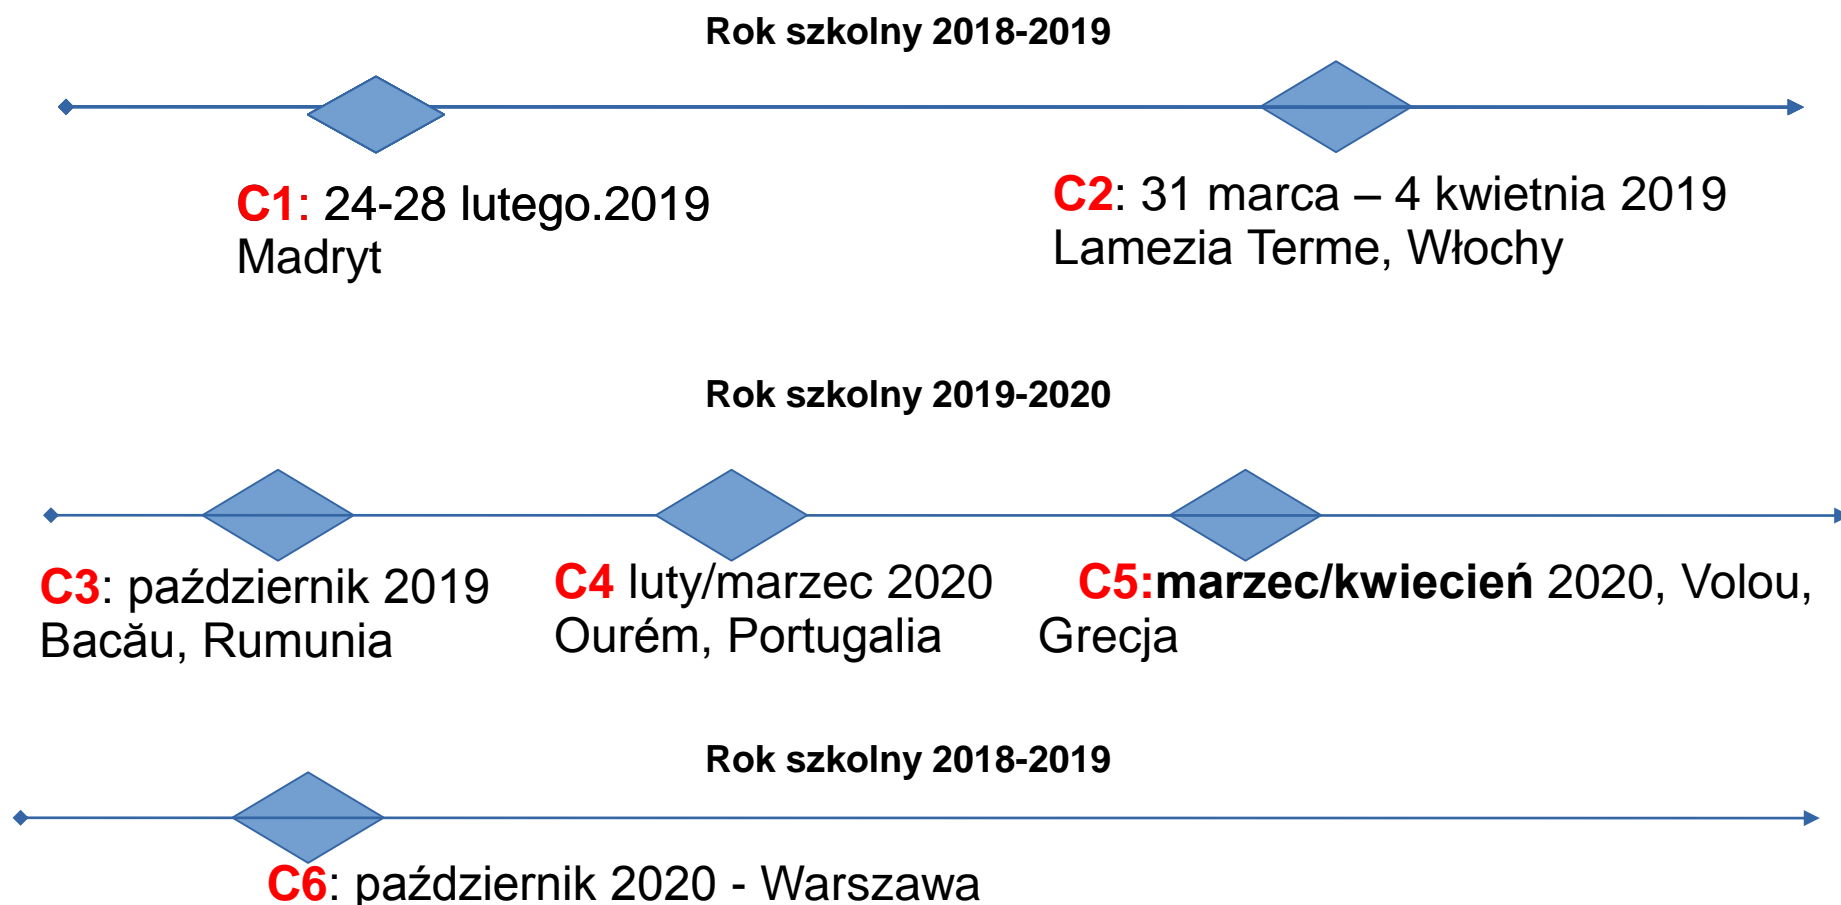 Rok szkolny 2018-2019
C1: 24-28 lutego.2019
Madryt
C2: 31 marca – 4 kwietnia 2019
Lamezia Terme, Włochy
Rok szkolny 2019-2020
C3: październik 2019
Bacău, Rumunia
C4 luty/marzec 2020
Ourém, Portugalia
C5:marzec/kwiecień 2020, Volou,
Grecja
Rok szkolny 2018-2019
C6: październik 2020 - Warszawa